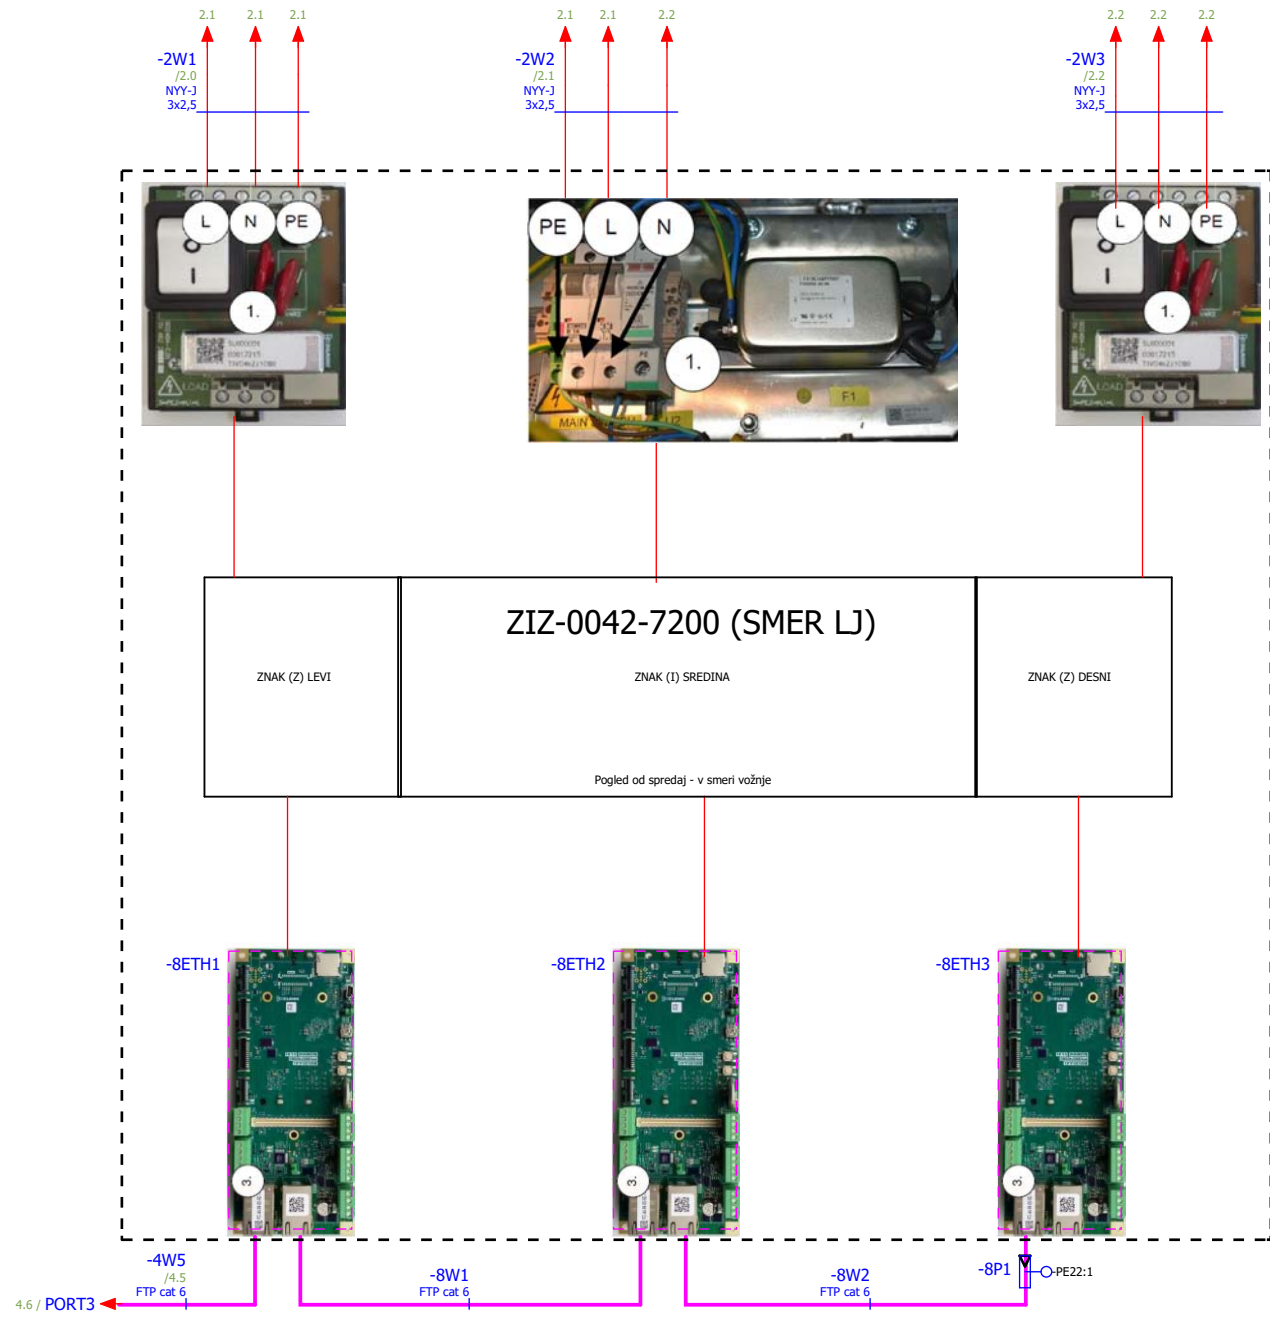 2.1 2.1 2.1
2.1 2.1 2.2
2.2 2.2 2.2
-2W1
/2.0
NYY-J
3x2,5
-2W2
/2.1
NYY-J
3x2,5
-2W3
/2.2
NYY-J
3x2,5
L N PE
O
I
1.
LOAD
PE L N
1.
PE
MAIN
F1
L N PE
O
I
1.
LOAD
ZIZ-0042-7200 (SMER LJ)
ZNAK (Z) LEVI
ZNAK (I) SREDINA
ZNAK (Z) DESNI
Pogled od spredaj - v smeri vožnje
-8ETH1
-8ETH2
-8ETH3
3.
3.
3.
-4W5
/4.5
FTP cat 6
4.6 / PORT3
-8W1
FTP cat 6
-8W2
FTP cat 6
-8P1
-PE22:1